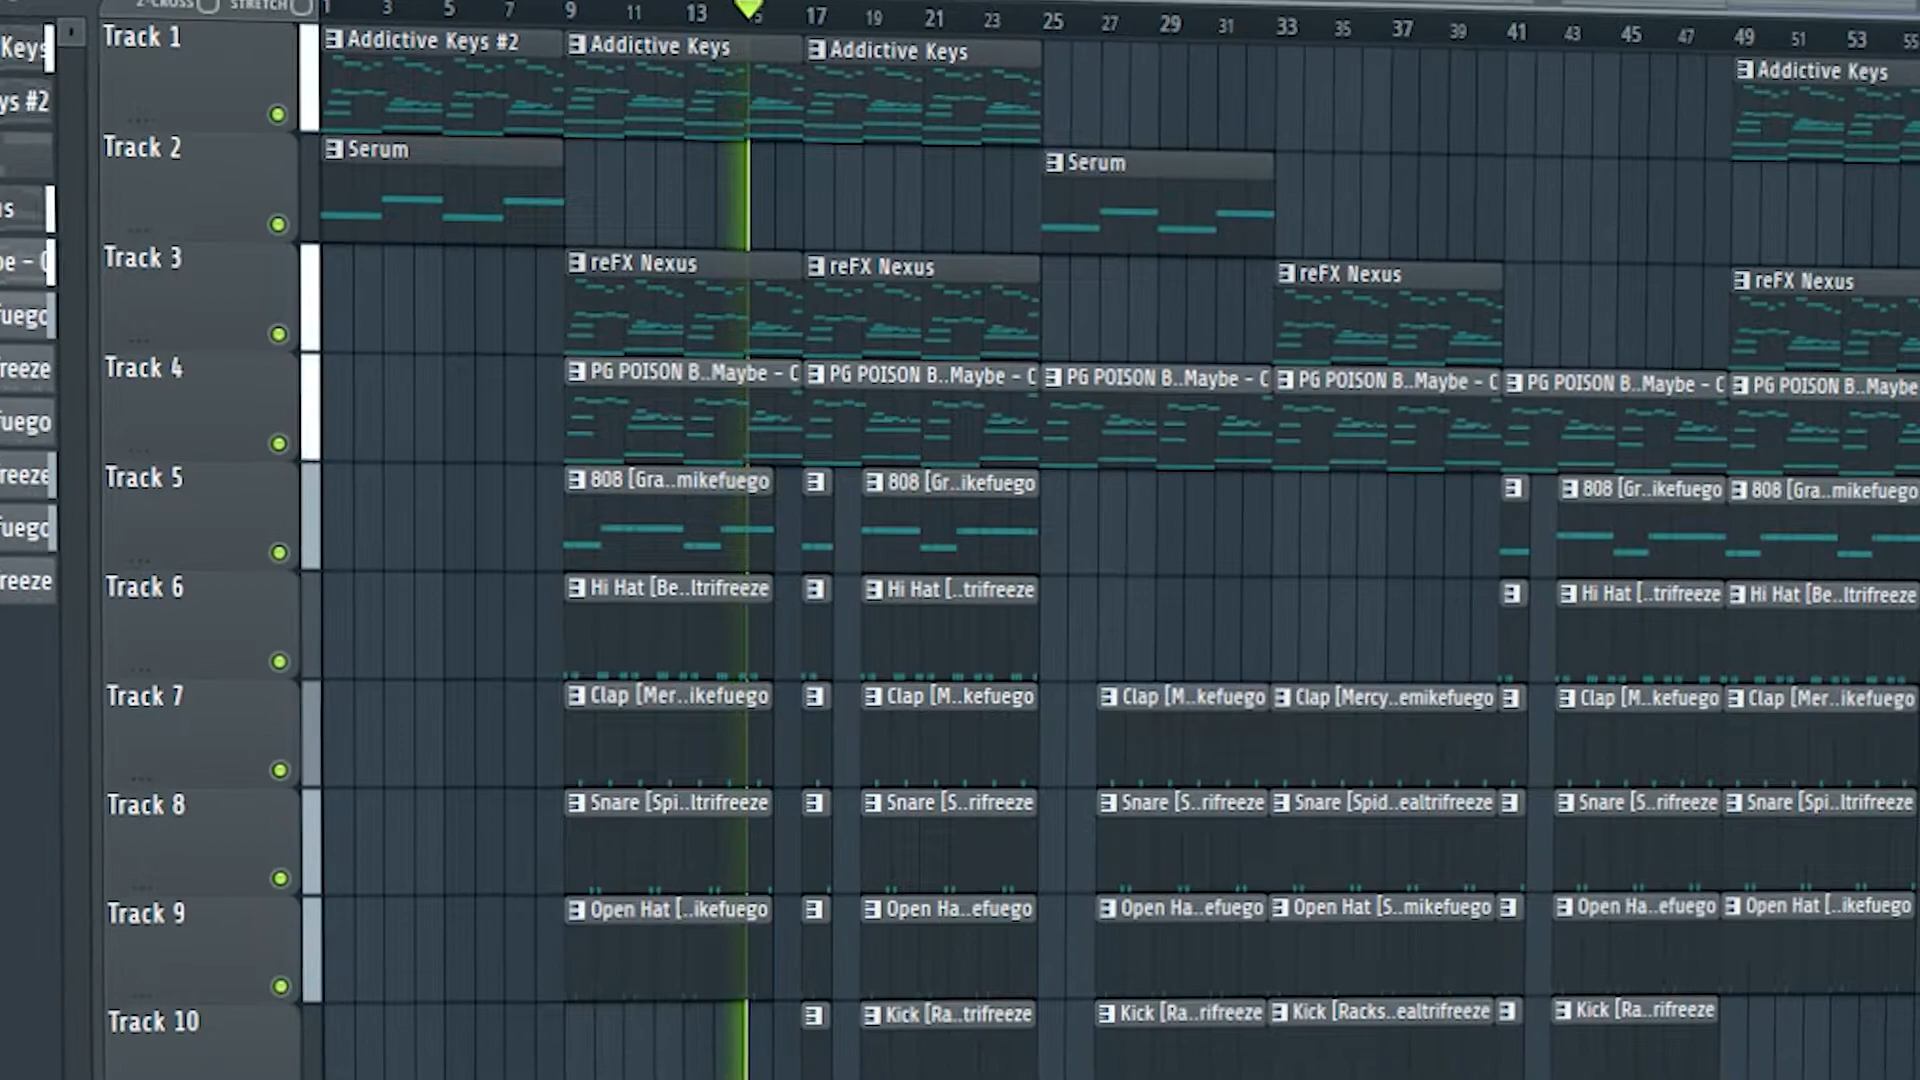 Z-CROSS STRETCH
1 3 5 7 9 11 13 15 17 19 21 23 25 27 29 31 33 35 37 39 41 43 45 47 49 51 53 55
Keys
ys #2
s
be – C
fuego
reeze
fuego
reeze
fuego
reeze
Track 1
Addictive Keys #2 Addictive Keys Addictive Keys Addictive Keys
Track 2
Serum Serum
Track 3
reFX Nexus reFX Nexus reFX Nexus reFX Nexus
Track 4
PG POISON B..Maybe – C PG POISON B..Maybe – C PG POISON B..Maybe – C PG POISON B..Maybe – C PG POISON B..Maybe – C PG POISON B..Maybe
Track 5
808 [Gra..mikefuego 808 [Gr..ikefuego 808 [Gr..ikefuego 808 [Gra..mikefuego
Track 6
Hi Hat [Be..ltrifreeze Hi Hat [..trifreeze Hi Hat [..trifreeze Hi Hat [Be..ltrifreeze
Track 7
Clap [Mer..ikefuego Clap [M..kefuego Clap [M..kefuego Clap [Mercy..emikefuego Clap [M..kefuego Clap [Mer..ikefuego
Track 8
Snare [Spi..ltrifreeze Snare [S..rifreeze Snare [S..rifreeze Snare [Spid..ealtrifreeze Snare [S..rifreeze Snare [Spi..ltrifreeze
Track 9
Open Hat [..ikefuego Open Ha..efuego Open Ha..efuego Open Hat [S..mikefuego Open Ha..efuego Open Hat [..ikefuego
Track 10
Kick [Ra..trifreeze Kick [Ra..rifreeze Kick [Racks..ealtrifreeze Kick [Ra..rifreeze